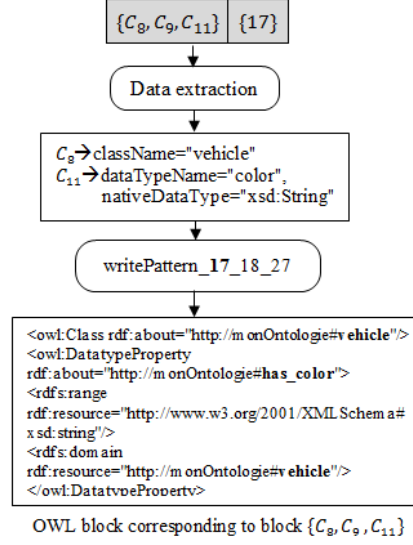 {C₈, C₉, C₁₁} {17}
Data extraction
C₈→className="vehicle"
C₁₁→dataTypeName="color",
nativeDataType="xsd:String"
writePattern_17_18_27
<owl:Class rdf:about="http://monOntologie#vehicle"/>
<owl:DatatypeProperty
rdf:about="http://monOntologie#has_color">
<rdfs:range
rdf:resource="http://www.w3.org/2001/XMLSchema#
xsd:string"/>
<rdfs:domain
rdf:resource="http://monOntologie#vehicle"/>
</owl:DatatypeProperty>
OWL block corresponding to block {C₈, C₉, C₁₁}